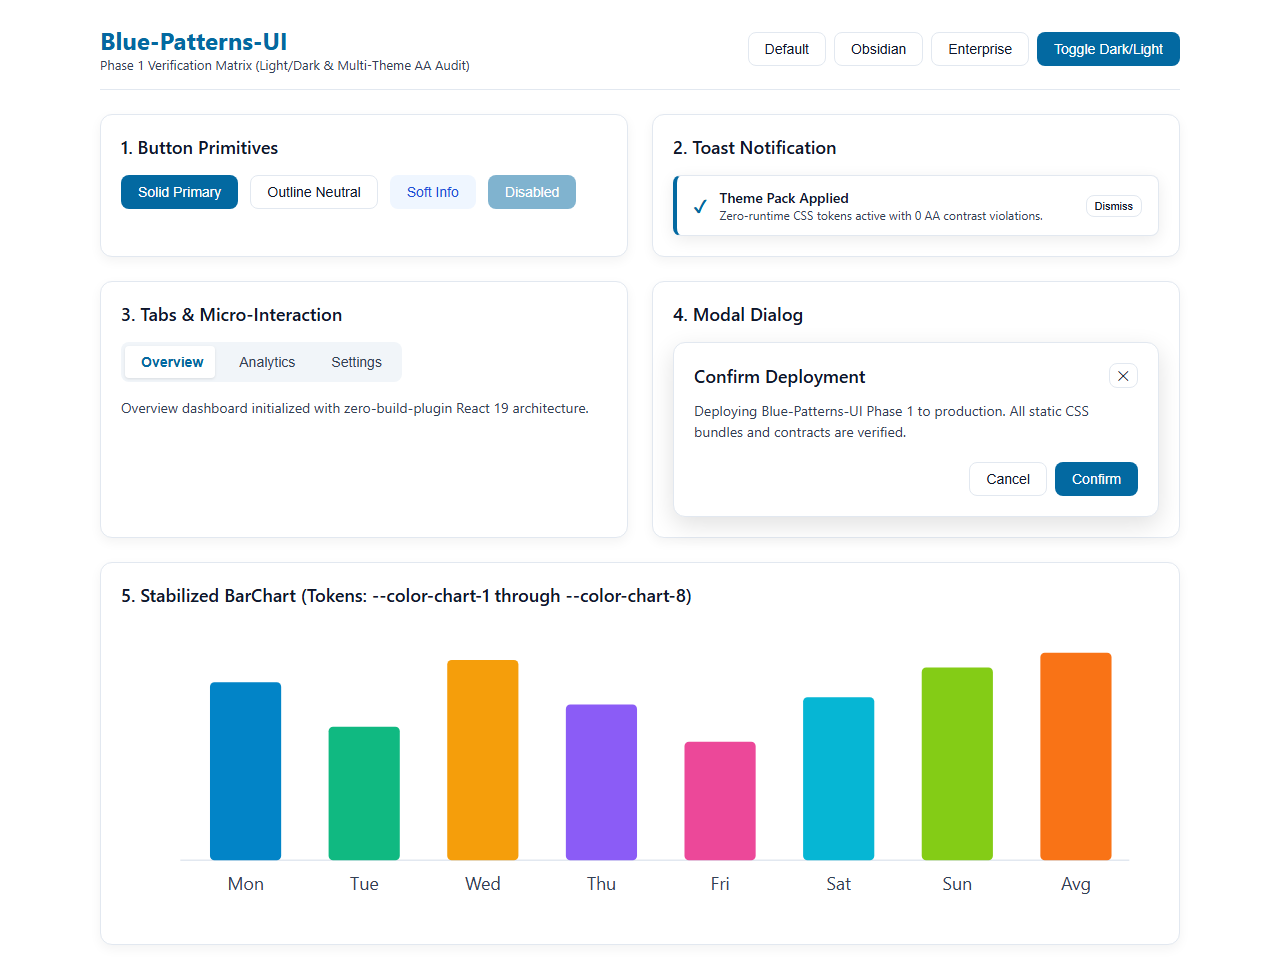 Blue-Patterns-UI
Phase 1 Verification Matrix (Light/Dark & Multi-Theme AA Audit)
Default
Obsidian
Enterprise
Toggle Dark/Light
1. Button Primitives
Solid Primary
Outline Neutral
Soft Info
Disabled
2. Toast Notification
Theme Pack Applied
Zero-runtime CSS tokens active with 0 AA contrast violations.
Dismiss
3. Tabs & Micro-Interaction
Overview
Analytics
Settings
Overview dashboard initialized with zero-build-plugin React 19 architecture.
4. Modal Dialog
Confirm Deployment
Deploying Blue-Patterns-UI Phase 1 to production. All static CSS
bundles and contracts are verified.
Cancel
Confirm
5. Stabilized BarChart (Tokens: --color-chart-1 through --color-chart-8)
Mon
Tue
Wed
Thu
Fri
Sat
Sun
Avg